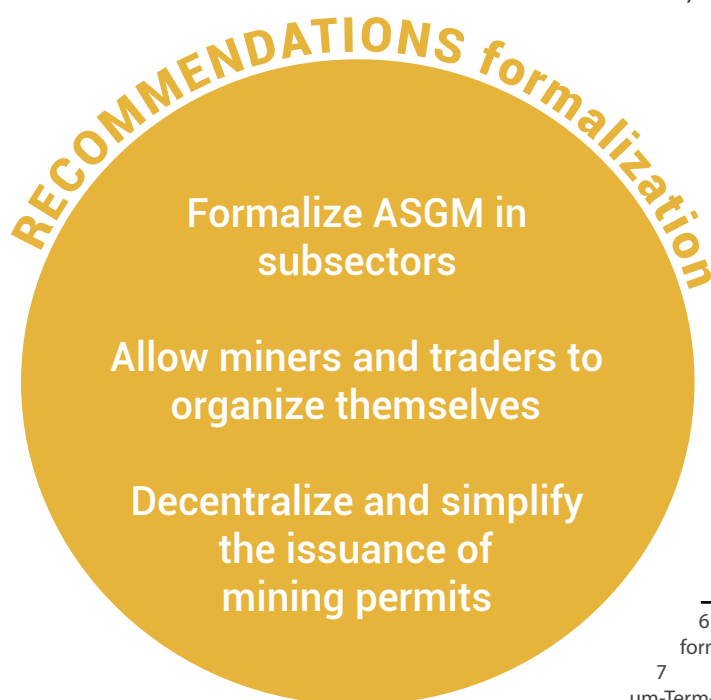 RECOMMENDATIONS formalization
Formalize ASGM in
subsectors
Allow miners and traders to
organize themselves
Decentralize and simplify
the issuance of
mining permits
6
7